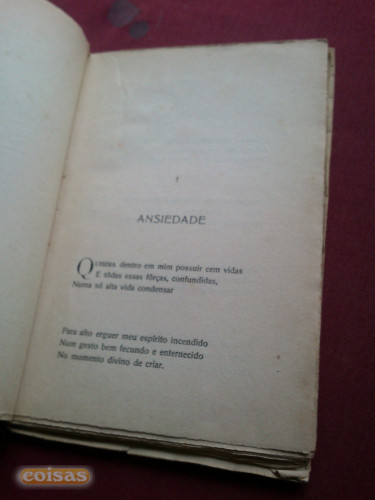 I
ANSIEDADE
QUISERA dentro em mim possuir cem vidas
E tôdas essas fôrças, confundidas,
Numa só alta vida condensar
Para alto erguer meu espírito incendido
Num gesto bem fecundo e enternecido
No momento divino de criar.
coisas